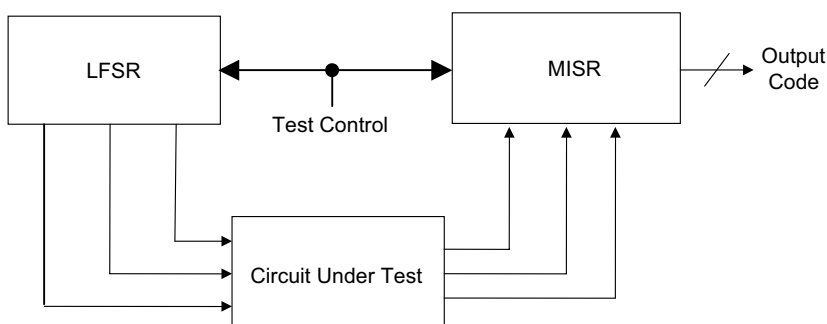 LFSR
MISR
Output
Code
Test Control
Circuit Under Test